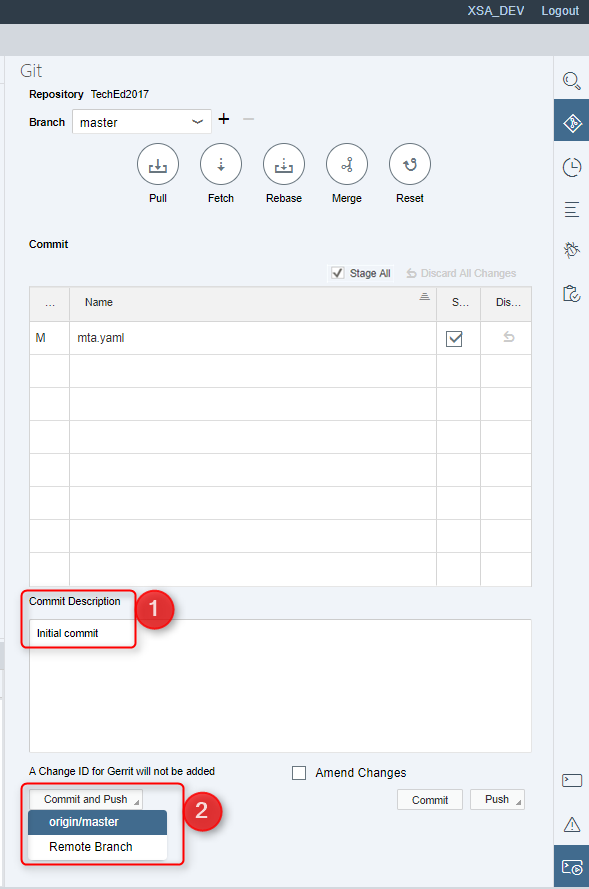 XSA_DEV Logout
Git
Repository TechEd2017
Branch master
Pull Fetch Rebase Merge Reset
Commit
Stage All Discard All Changes
... Name S... Dis...
M mta.yaml
Commit Description
1
Initial commit
A Change ID for Gerrit will not be added Amend Changes
Commit and Push Commit Push
2
origin/master
Remote Branch